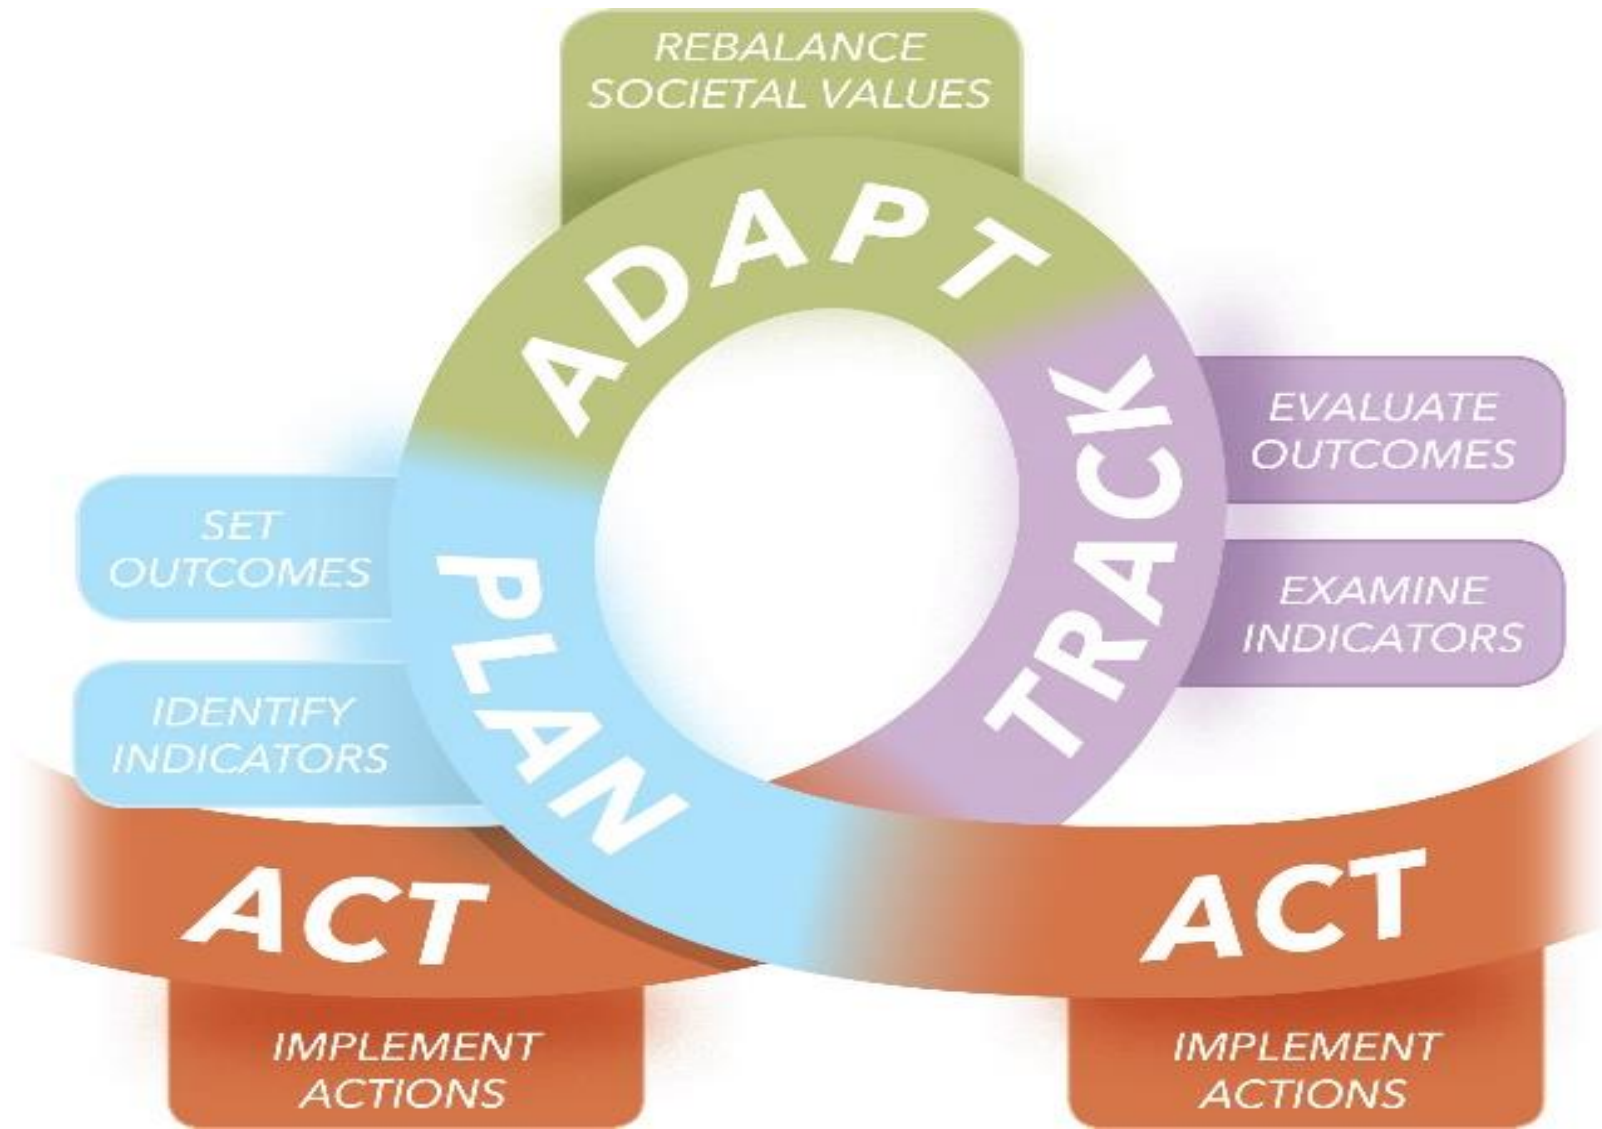 REBALANCE
SOCIETAL VALUES
ADAPT
TRACK
EVALUATE
OUTCOMES
EXAMINE
INDICATORS
SET
OUTCOMES
PLAN
IDENTIFY
INDICATORS
ACT
ACT
IMPLEMENT
ACTIONS
IMPLEMENT
ACTIONS